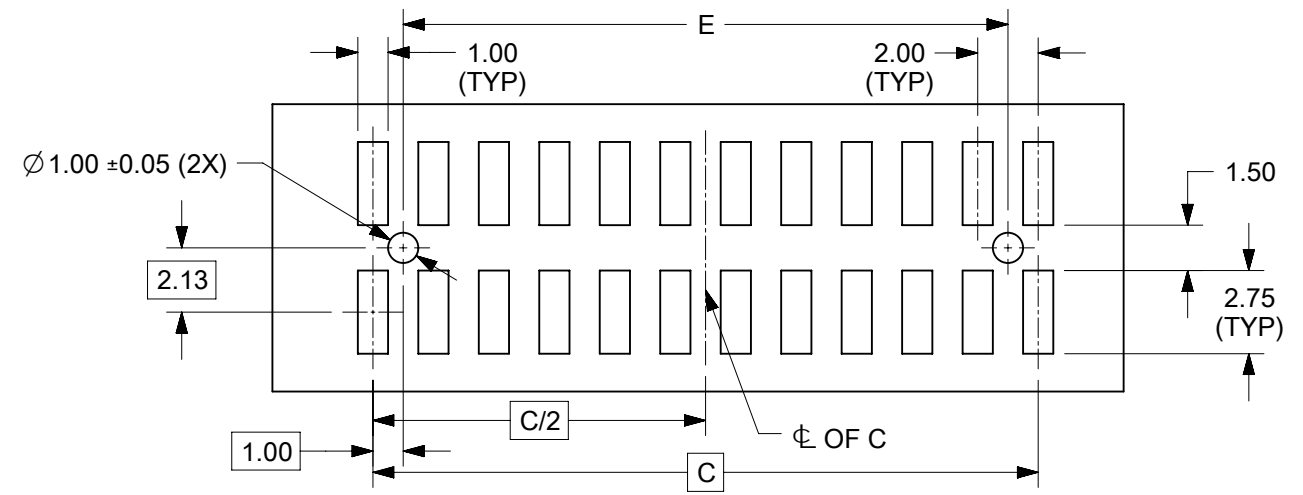 E
1.00
(TYP)
2.00
(TYP)
∅1.00 ±0.05 (2X)
1.50
2.13
2.75
(TYP)
C/2
℄ OF C
1.00
C